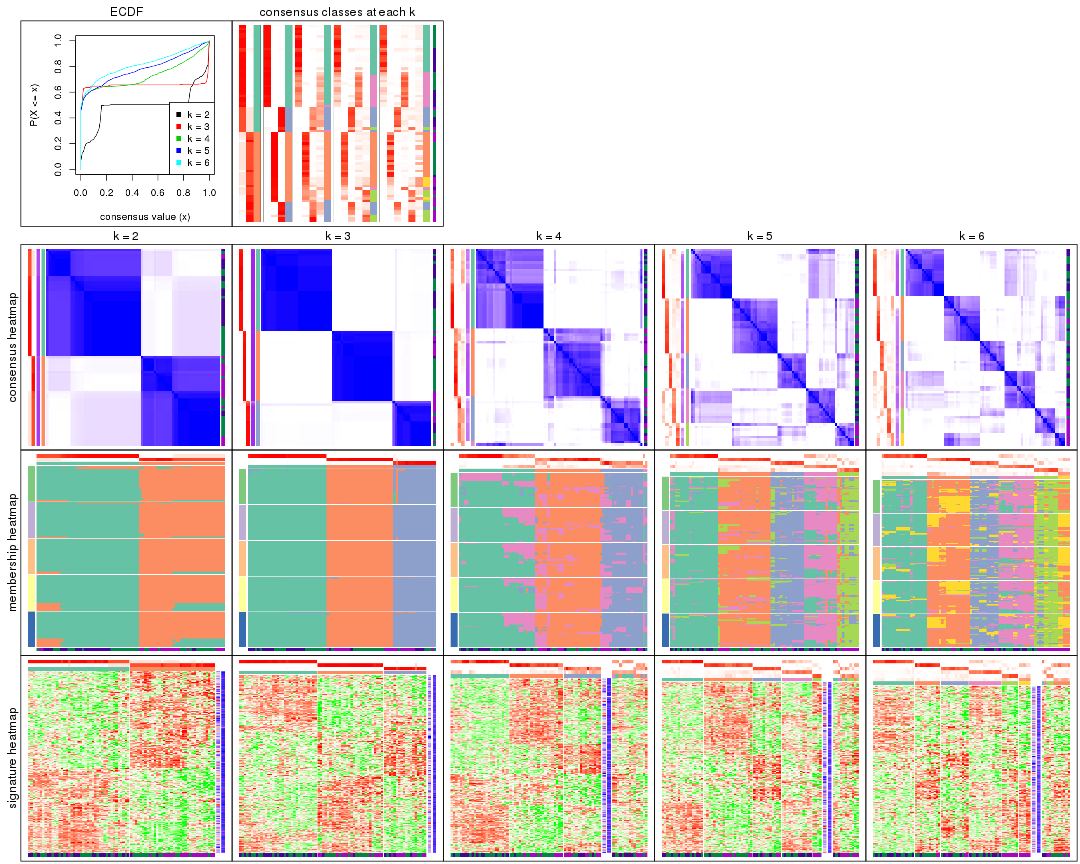 ECDF
consensus classes at each k
P(X <= x)
0.0 0.2 0.4 0.6 0.8 1.0
k = 2
k = 3
k = 4
k = 5
k = 6
0.0 0.2 0.4 0.6 0.8 1.0
consensus value (x)
k = 2
k = 3
k = 4
k = 5
k = 6
consensus heatmap
membership heatmap
signature heatmap